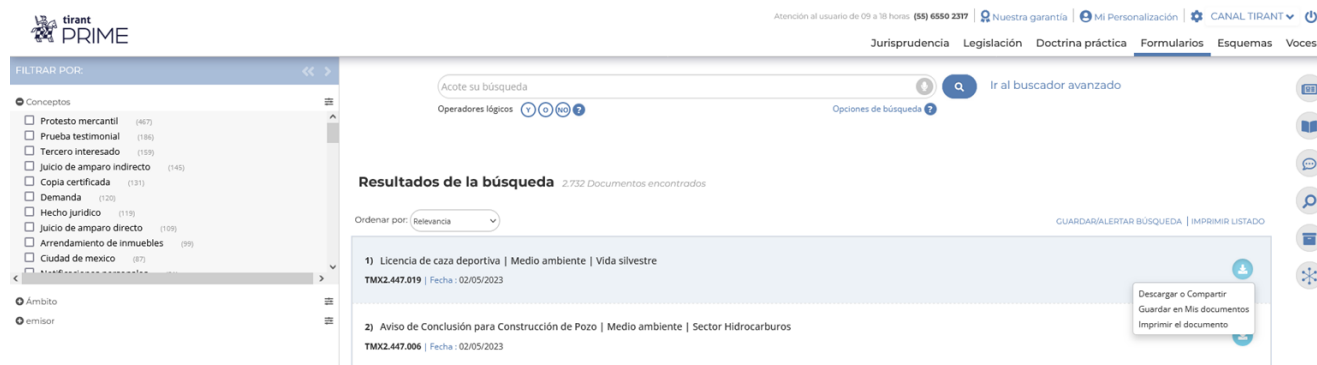 tirant
PRIME
Atención al usuario de 09 a 18 horas. (55) 6550 2317 | Nuestra garantía | Mi Personalización | CANAL TIRANT
Jurisprudencia Legislación Doctrina práctica Formularios Esquemas Voces
FILTRAR POR:
Conceptos
Protesto mercantil (467)
Prueba testimonial (186)
Tercero interesado (159)
Juicio de amparo indirecto (145)
Copia certificada (131)
Demanda (120)
Hecho juridico (119)
Juicio de amparo directo (109)
Arrendamiento de inmuebles (99)
Ciudad de mexico (87)
Ámbito
emisor
Acote su búsqueda
Ir al buscador avanzado
Operadores lógicos Y O NO ?
Opciones de búsqueda ?
Resultados de la búsqueda 2.732 Documentos encontrados
Ordenar por: Relevancia
GUARDAR/ALERTAR BÚSQUEDA | IMPRIMIR LISTADO
1) Licencia de caza deportiva | Medio ambiente | Vida silvestre
TMX2.447.019 | Fecha : 02/05/2023
Descargar o Compartir
Guardar en Mis documentos
Imprimir el documento
2) Aviso de Conclusión para Construcción de Pozo | Medio ambiente | Sector Hidrocarburos
TMX2.447.006 | Fecha : 02/05/2023